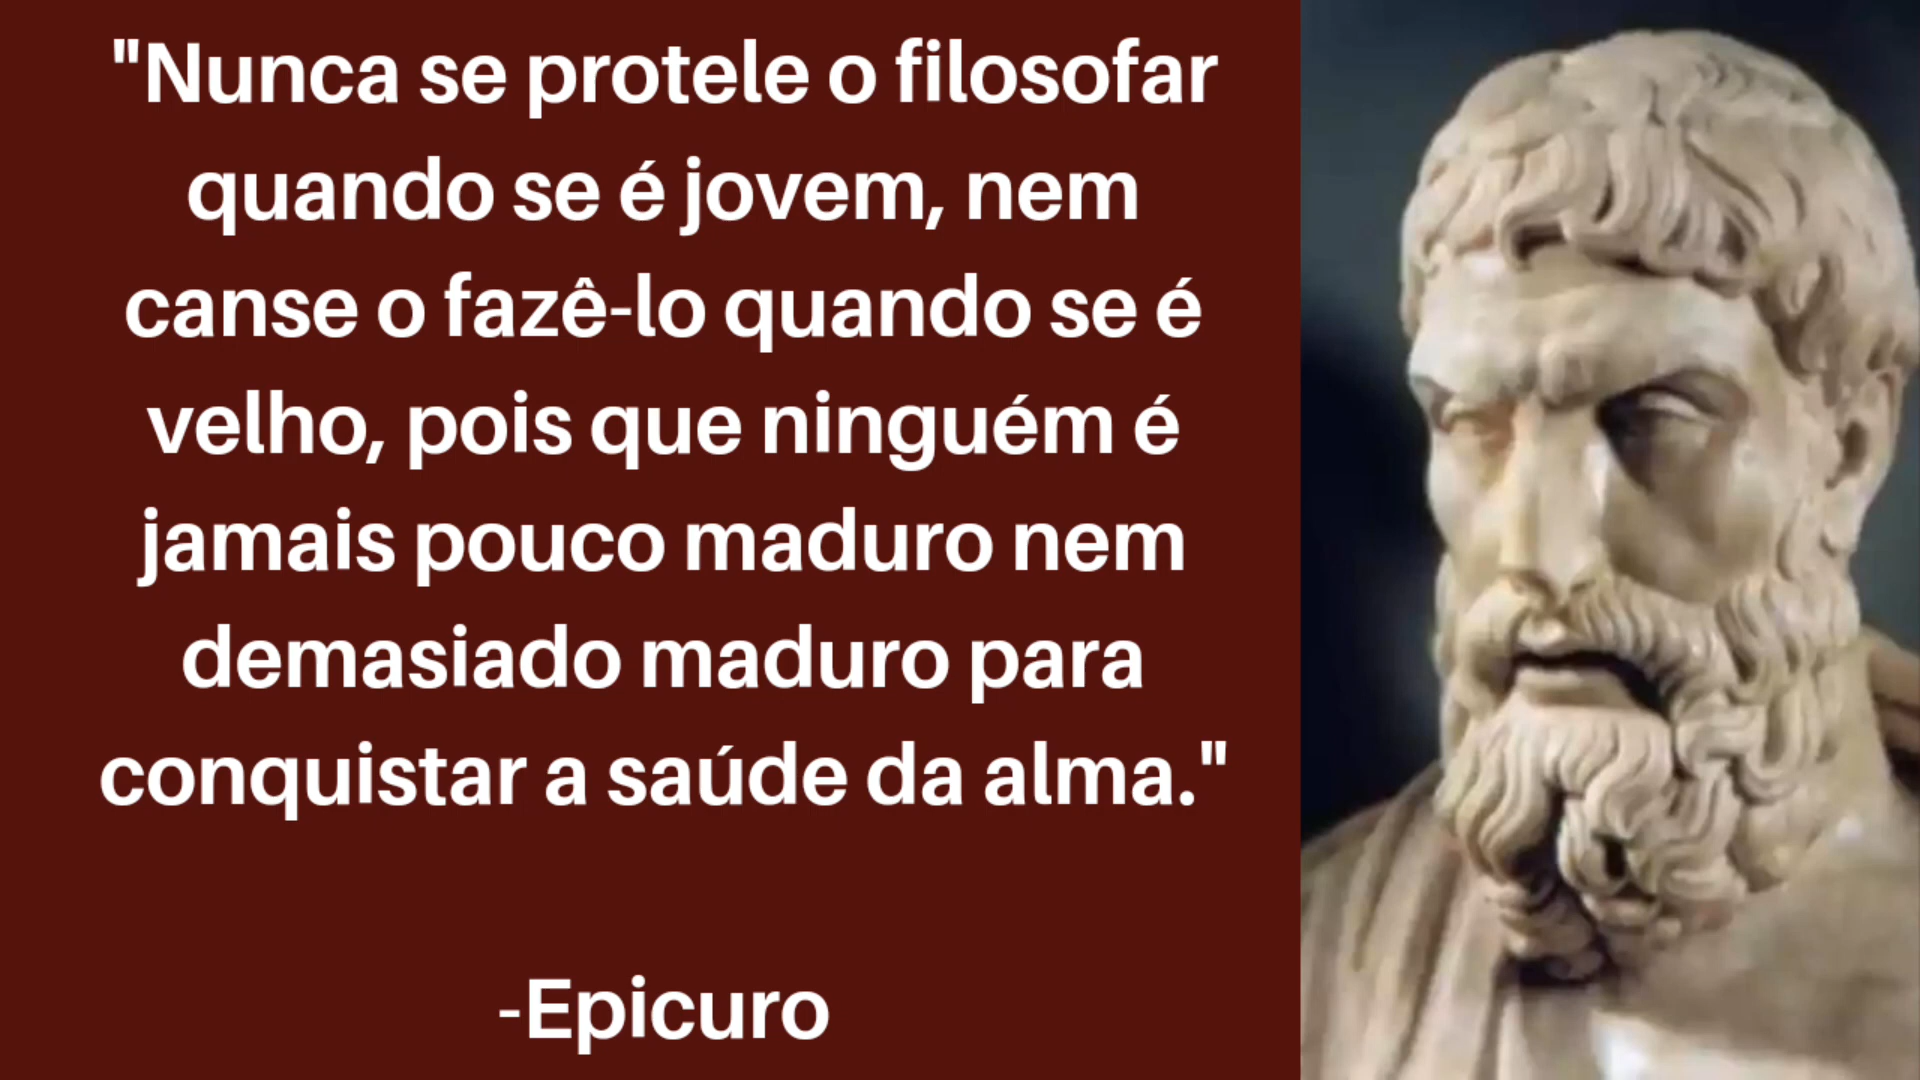 "Nunca se protele o filosofar
quando se é jovem, nem
canse o fazê-lo quando se é
velho, pois que ninguém é
jamais pouco maduro nem
demasiado maduro para
conquistar a saúde da alma."
-Epicuro